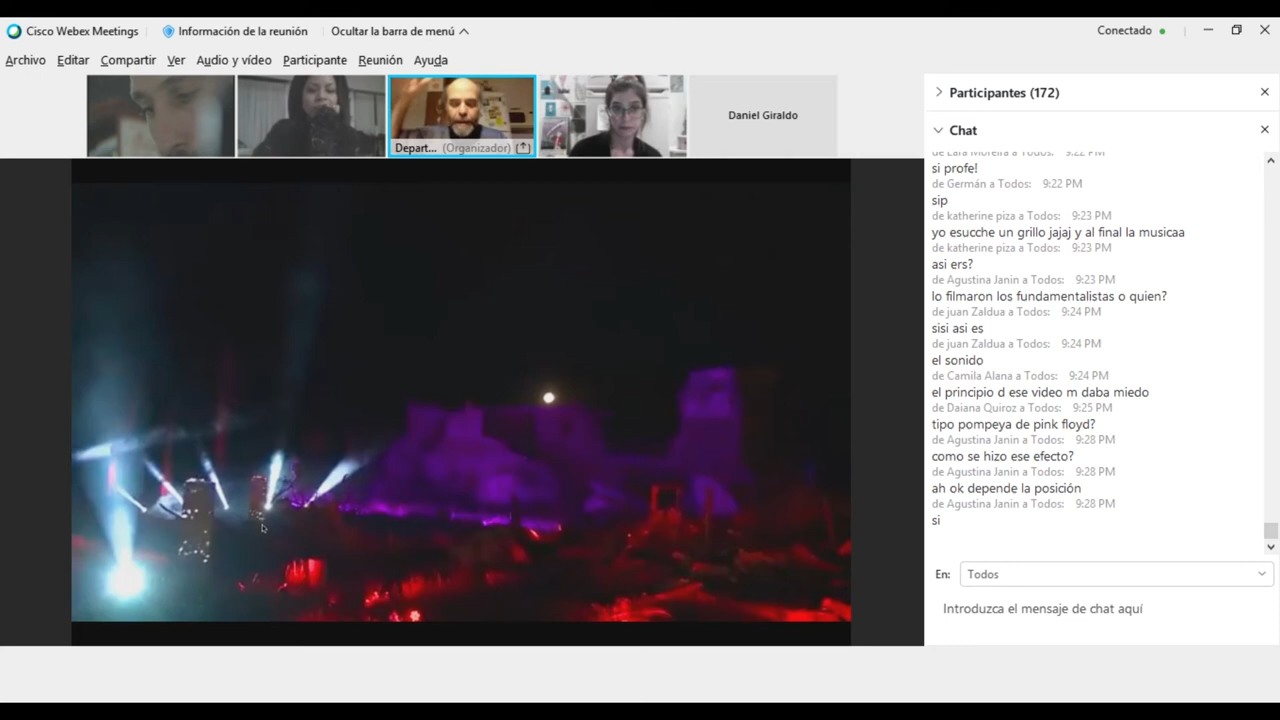 Cisco Webex Meetings
Información de la reunión
Ocultar la barra de menú
Conectado
Archivo Editar Compartir Ver Audio y vídeo Participante Reunión Ayuda
Depart... (Organizador)
Daniel Giraldo
Participantes (172)
Chat
de Lara Moreira a Todos: 9:22 PM
si profe!
de Germán a Todos: 9:22 PM
sip
de katherine piza a Todos: 9:23 PM
yo esucche un grillo jajaj y al final la musicaa
de katherine piza a Todos: 9:23 PM
asi ers?
de Agustina Janin a Todos: 9:23 PM
lo filmaron los fundamentalistas o quien?
de juan Zaldua a Todos: 9:24 PM
sisi asi es
de juan Zaldua a Todos: 9:24 PM
el sonido
de Camila Alana a Todos: 9:24 PM
el principio d ese video m daba miedo
de Daiana Quiroz a Todos: 9:25 PM
tipo pompeya de pink floyd?
de Agustina Janin a Todos: 9:28 PM
como se hizo ese efecto?
de Agustina Janin a Todos: 9:28 PM
ah ok depende la posición
de Agustina Janin a Todos: 9:28 PM
si
En: Todos
Introduzca el mensaje de chat aquí